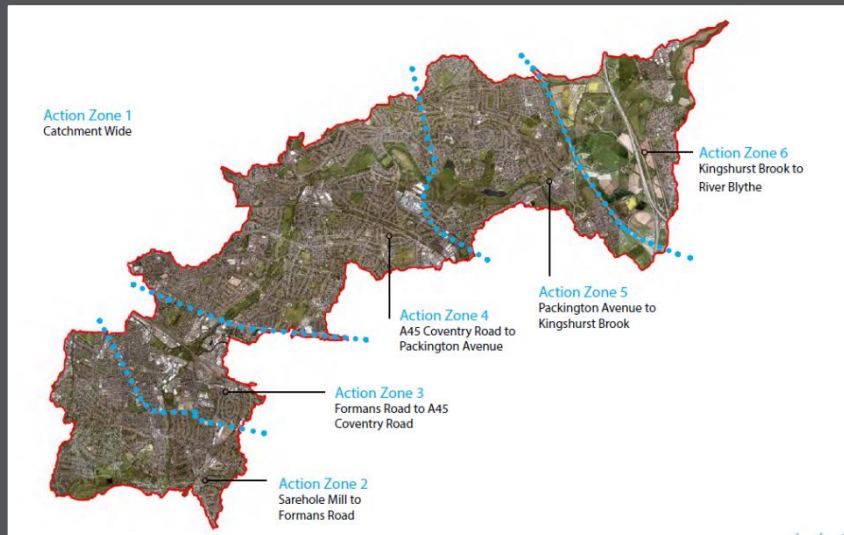 Action Zone 1
Catchment Wide
Action Zone 6
Kingshurst Brook to
River Blythe
Action Zone 5
Packington Avenue to
Kingshurst Brook
Action Zone 4
A45 Coventry Road to
Packington Avenue
Action Zone 3
Formans Road to A45
Coventry Road
Action Zone 2
Sarehole Mill to
Formans Road